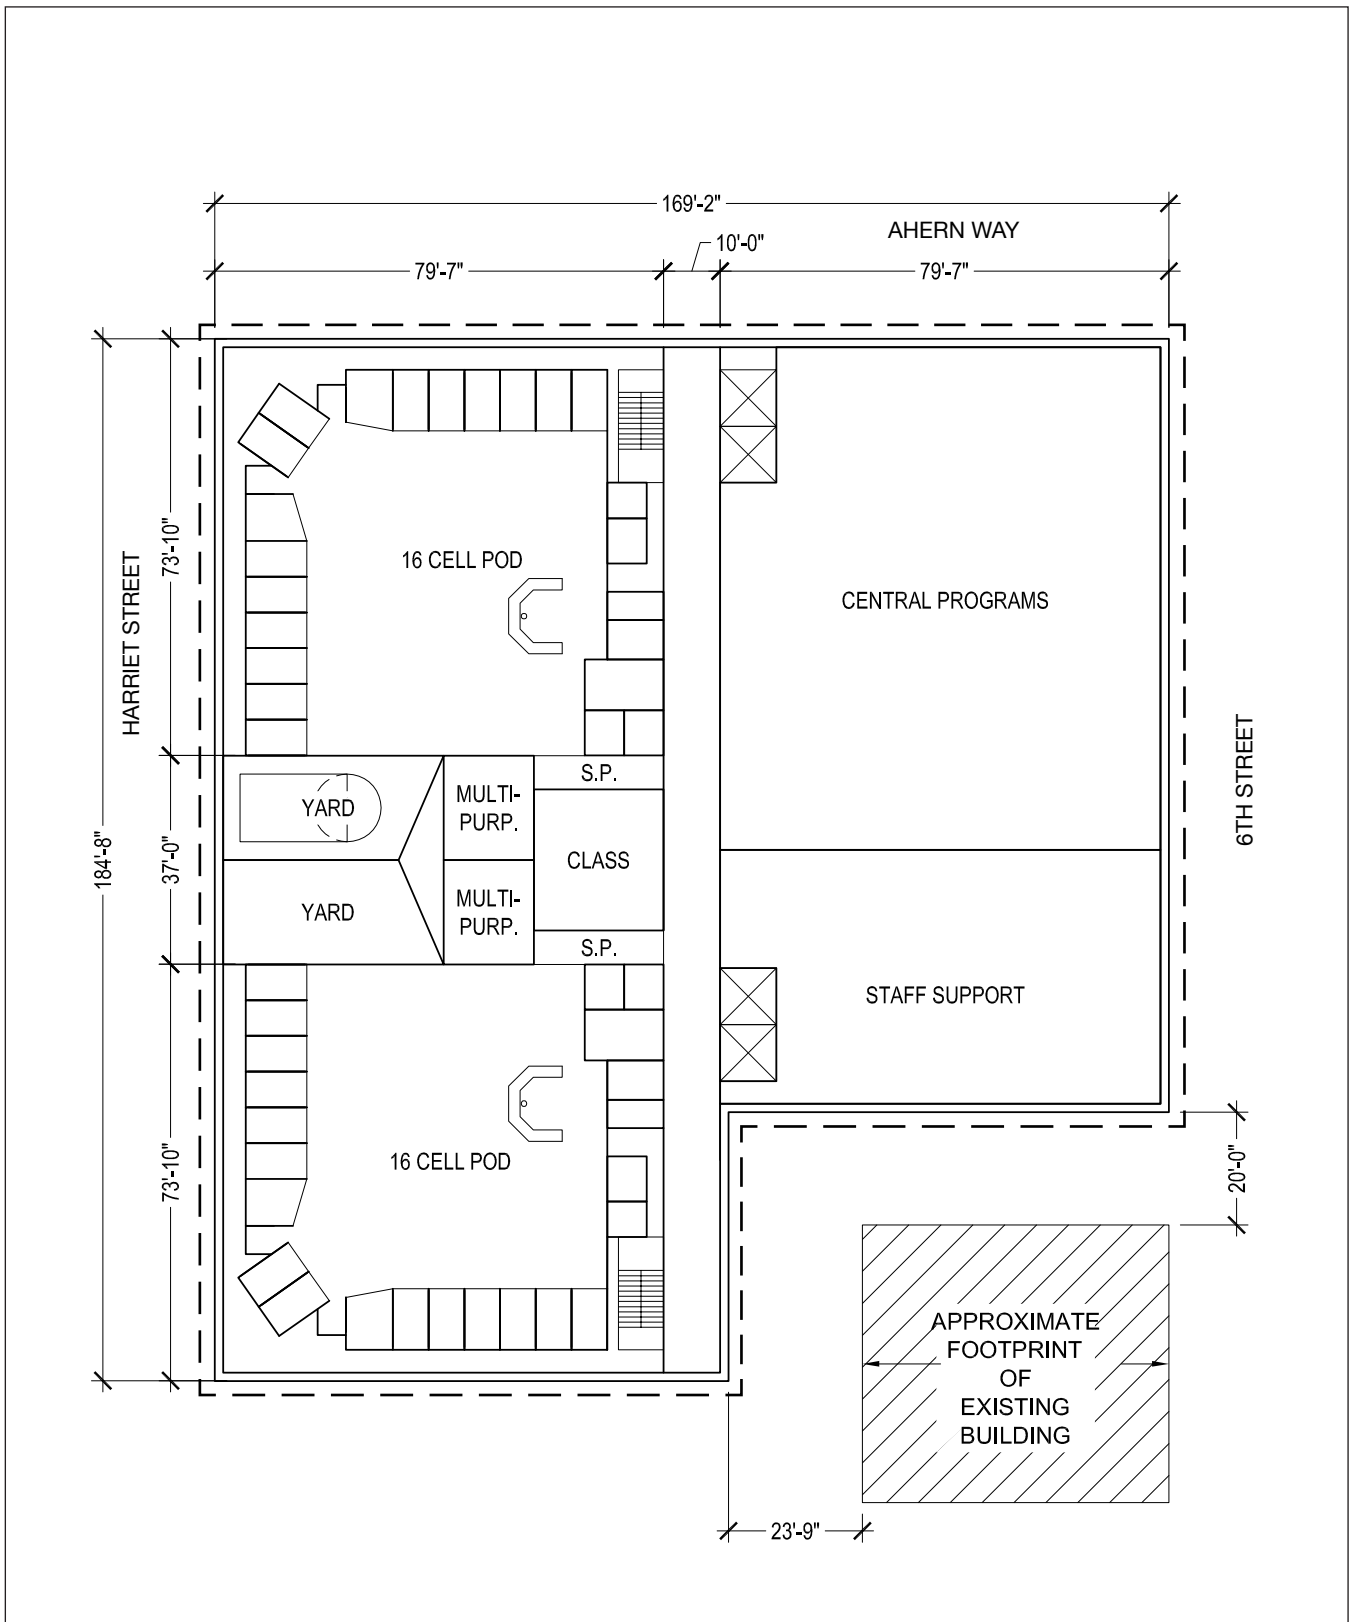 169'-2"
AHERN WAY
10'-0"
79'-7"
79'-7"
HARRIET STREET
184'-8"
73'-10"
37'-0"
73'-10"
16 CELL POD
CENTRAL PROGRAMS
S.P.
YARD
MULTI-
PURP.
CLASS
YARD
MULTI-
PURP.
S.P.
6TH STREET
STAFF SUPPORT
16 CELL POD
20'-0"
APPROXIMATE
FOOTPRINT
OF
EXISTING
BUILDING
23'-9"